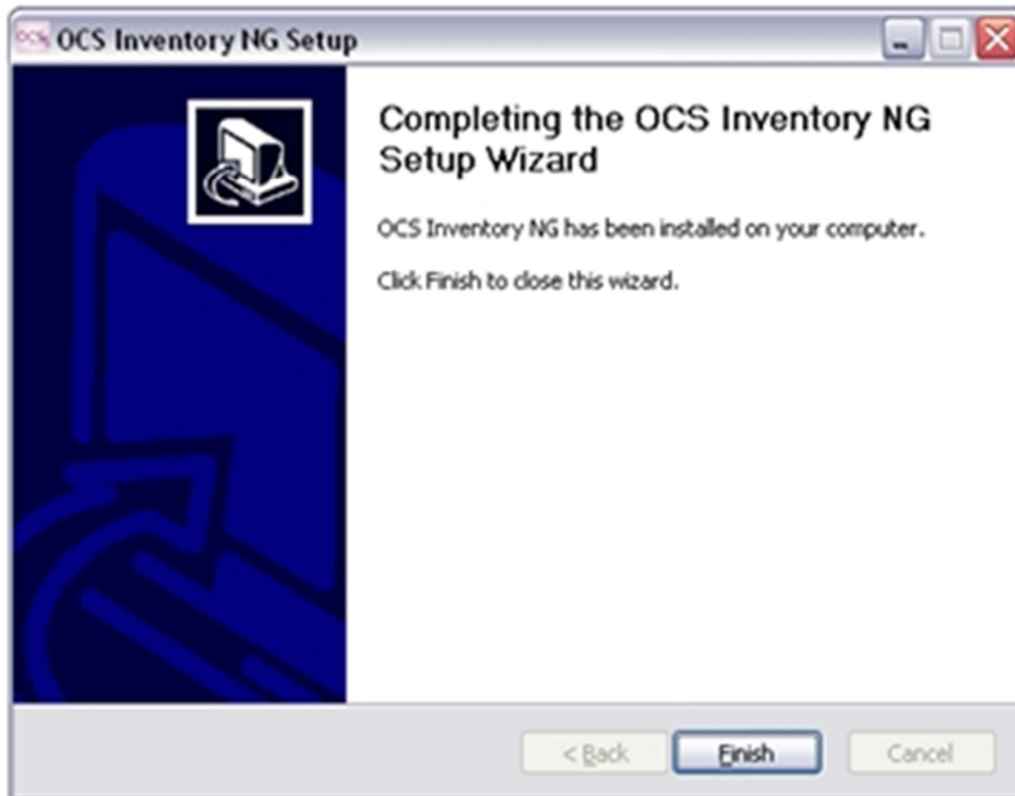 OCS OCS Inventory NG Setup
Completing the OCS Inventory NG
Setup Wizard
OCS Inventory NG has been installed on your computer.
Click Finish to close this wizard.
< Back Finish Cancel